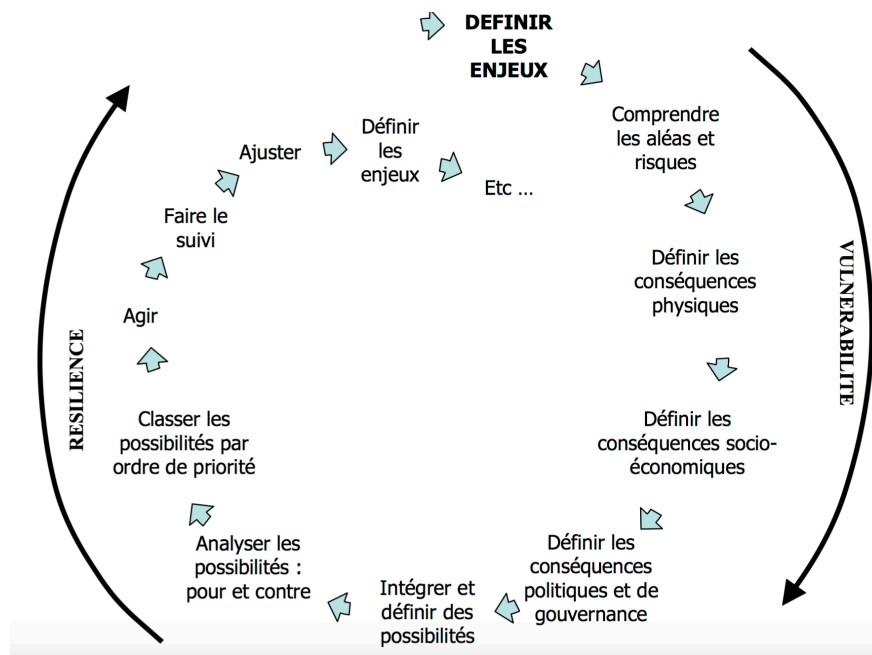 DEFINIR
LES
ENJEUX
Comprendre
les aléas et
risques
Définir les
conséquences
physiques
VULNERABILITE
Définir les
conséquences socio-
économiques
Définir les
conséquences
politiques et de
gouvernance
Intégrer et
définir des
possibilités
Analyser les
possibilités :
pour et contre
Classer les
possibilités par
ordre de priorité
RESILIENCE
Agir
Faire le
suivi
Ajuster
Définir
les
enjeux
Etc ...